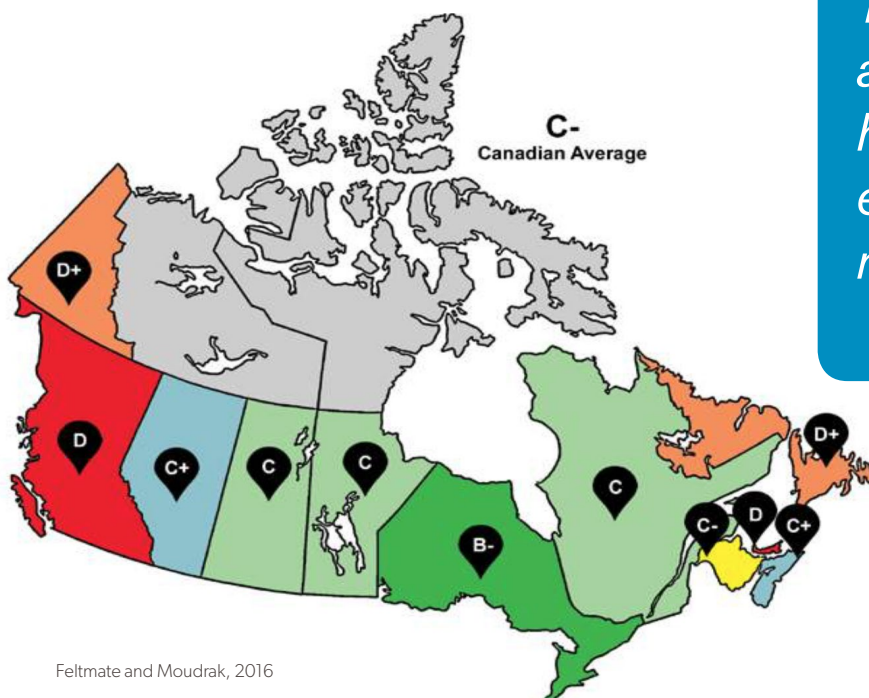 C-
Canadian Average
D+
D
C+
C
C
B-
C
D+
C-
D
C+
Feltmate and Moudrak, 2016